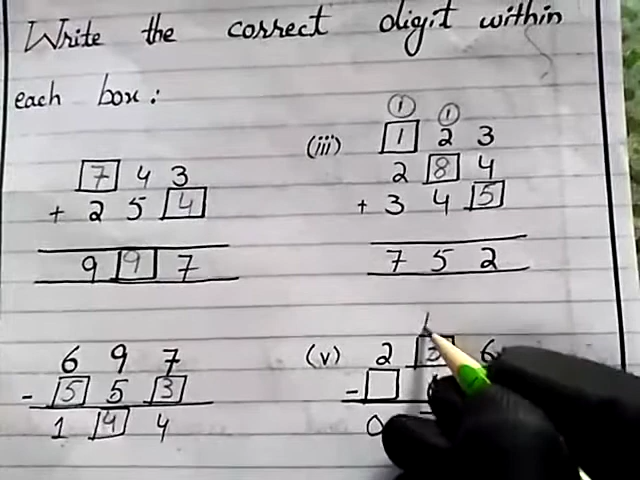 Write the correct digit within
each box:
7 4 3
+ 2 5 4
9 9 7
(iii)
1 1
1 2 3
2 8 4
+ 3 4 5
7 5 2
6 9 7
- 5 5 3
1 4 4
(v)
2 6
-
0